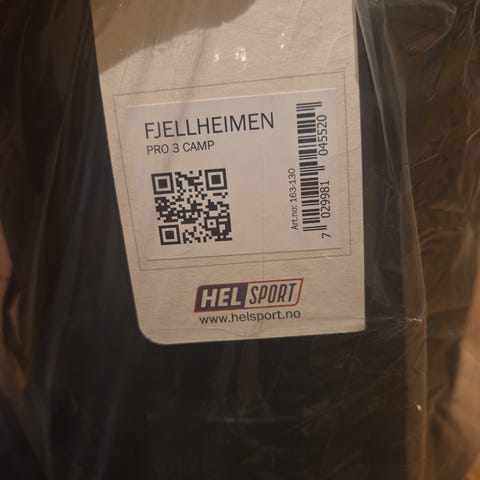 FJELLHEIMEN
PRO 3 CAMP
Art.no: 163-130
7 029981 045520
HELSPORT
www.helsport.no